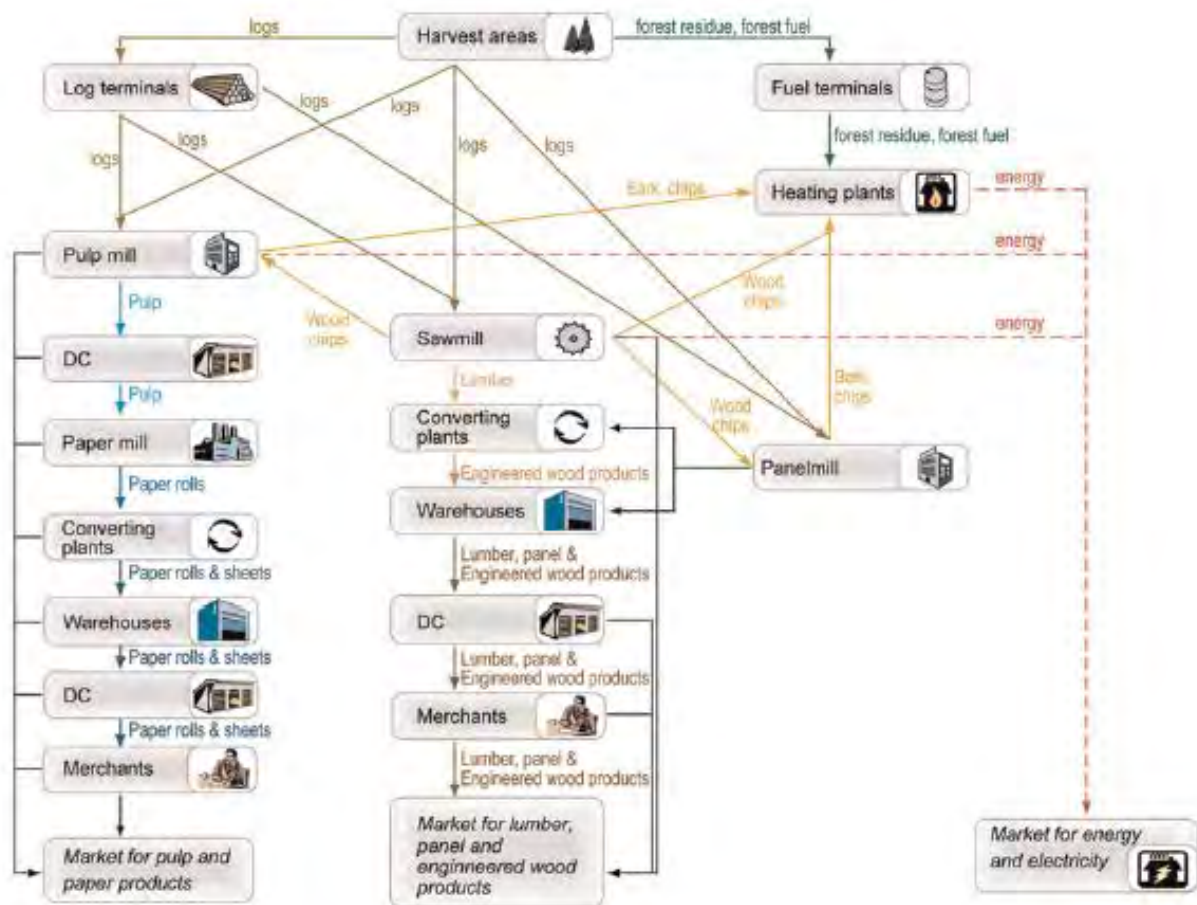 logs
Harvest areas
forest residue, forest fuel
Log terminals
Fuel terminals
logs
logs
logs
logs
logs
logs
forest residue, forest fuel
Bark, chips
Heating plants
energy
Pulp mill
energy
Pulp
Wood
chips
Wood
chips
Sawmill
energy
DC
Lumber
Bark,
chips
Pulp
Converting
plants
Wood
chips
Paper mill
Engineered wood products
Panelmill
Paper rolls
Warehouses
Converting
plants
Lumber, panel &
Engineered wood products
Paper rolls & sheets
Warehouses
DC
Paper rolls & sheets
Lumber, panel &
Engineered wood products
DC
Merchants
Paper rolls & sheets
Lumber, panel &
Engineered wood products
Merchants
Market for pulp and
paper products
Market for lumber,
panel and
enginneered wood
products
Market for energy
and electricity